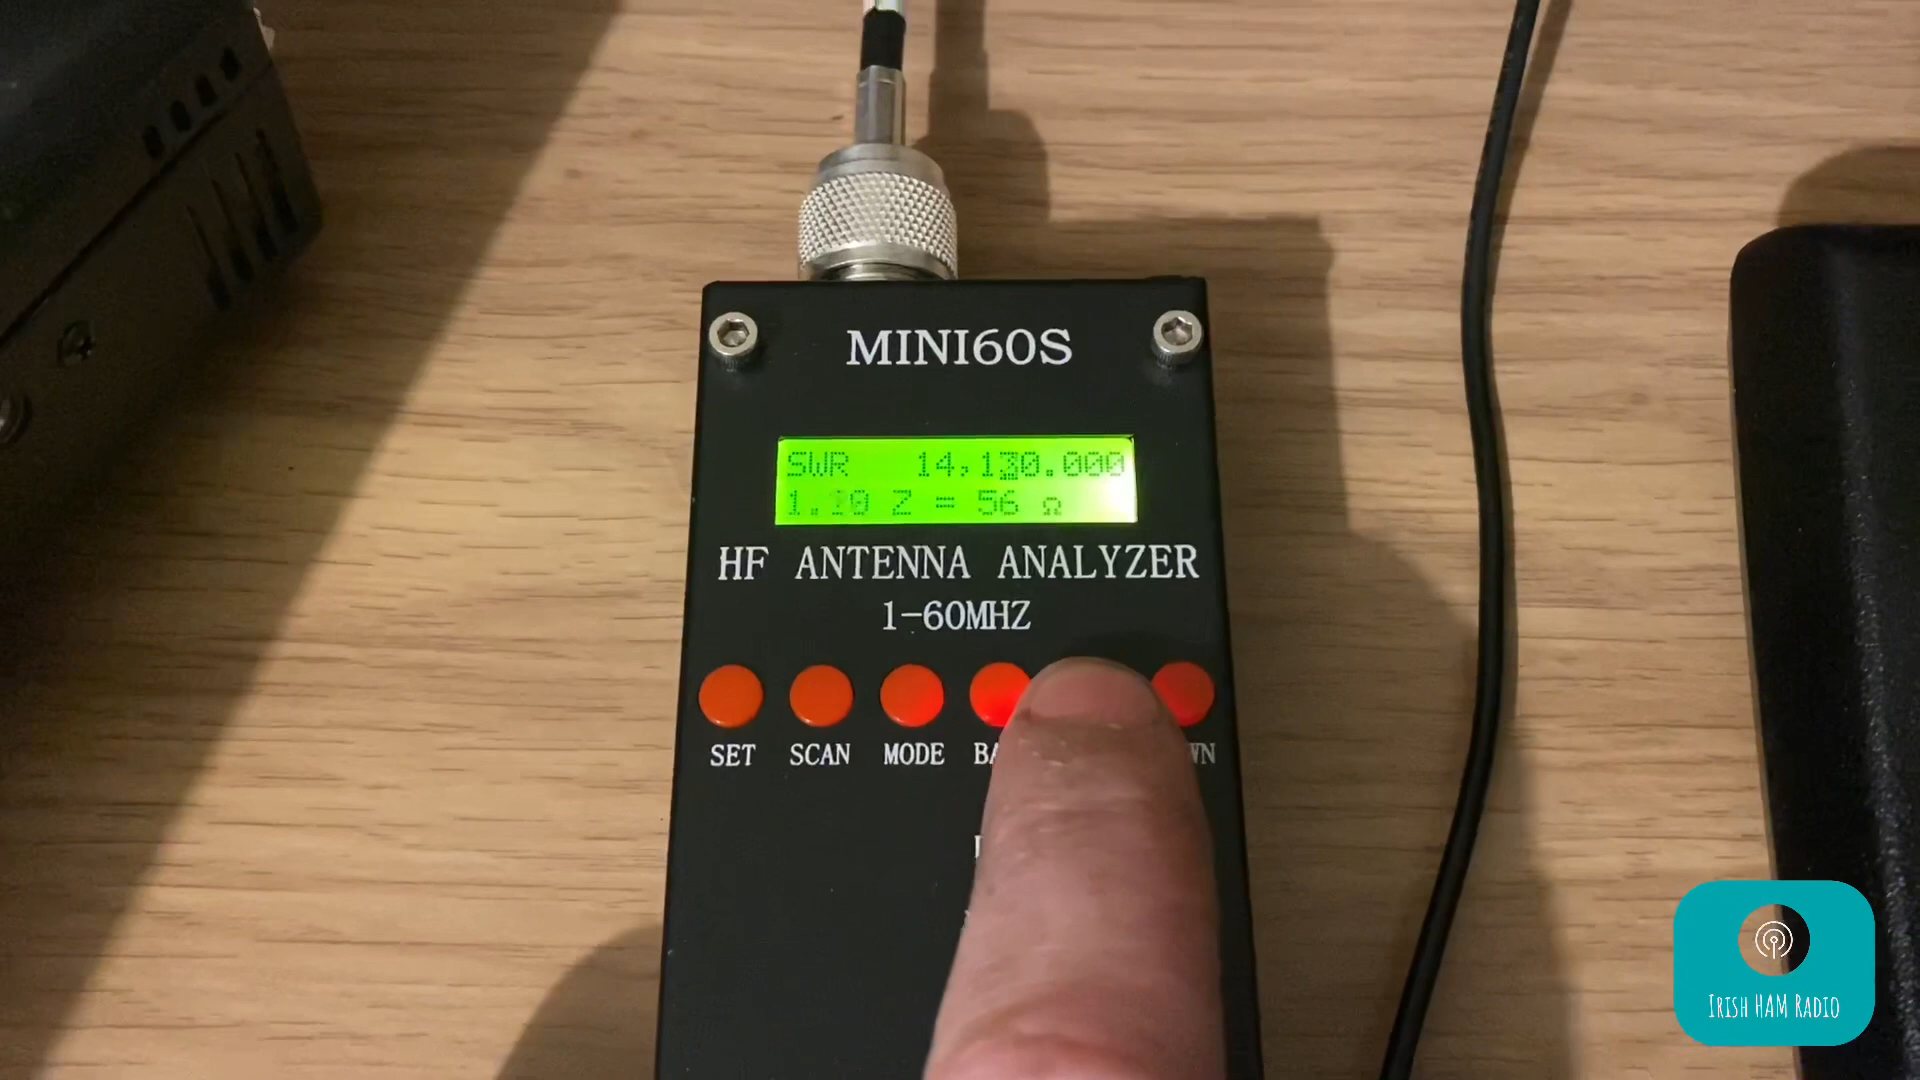 MINI60S
SWR 14,130.000
Z = 56 Ω
HF ANTENNA ANALYZER
1-60MHZ
SET SCAN MODE
IRISH HAM RADIO